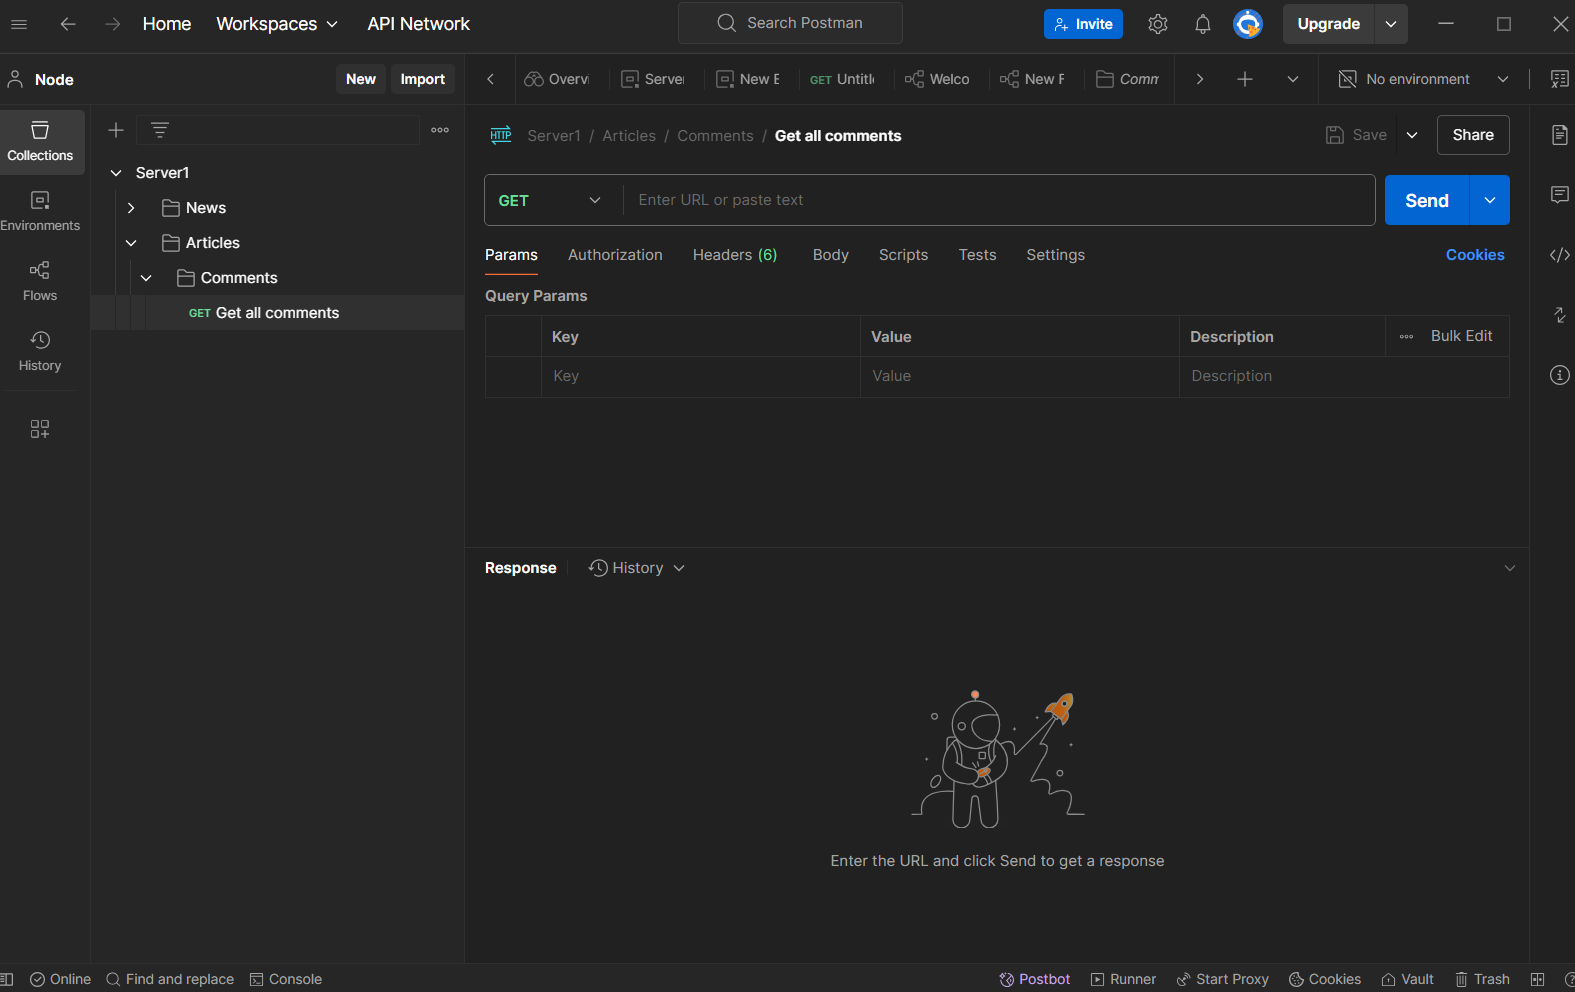 Home Workspaces API Network Search Postman Invite Upgrade
Node New Import Overvi Server New E Untitle Welco New F Comm No environment
GET
Collections
Environments
Flows
History
Server1
News
Articles
Comments
GET Get all comments
HTTP Server1 / Articles / Comments / Get all comments Save Share
GET Enter URL or paste text Send
Params Authorization Headers (6) Body Scripts Tests Settings Cookies
Query Params
Key Value Description Bulk Edit
Key Value Description
Response History
Enter the URL and click Send to get a response
Online Find and replace Console Postbot Runner Start Proxy Cookies Vault Trash